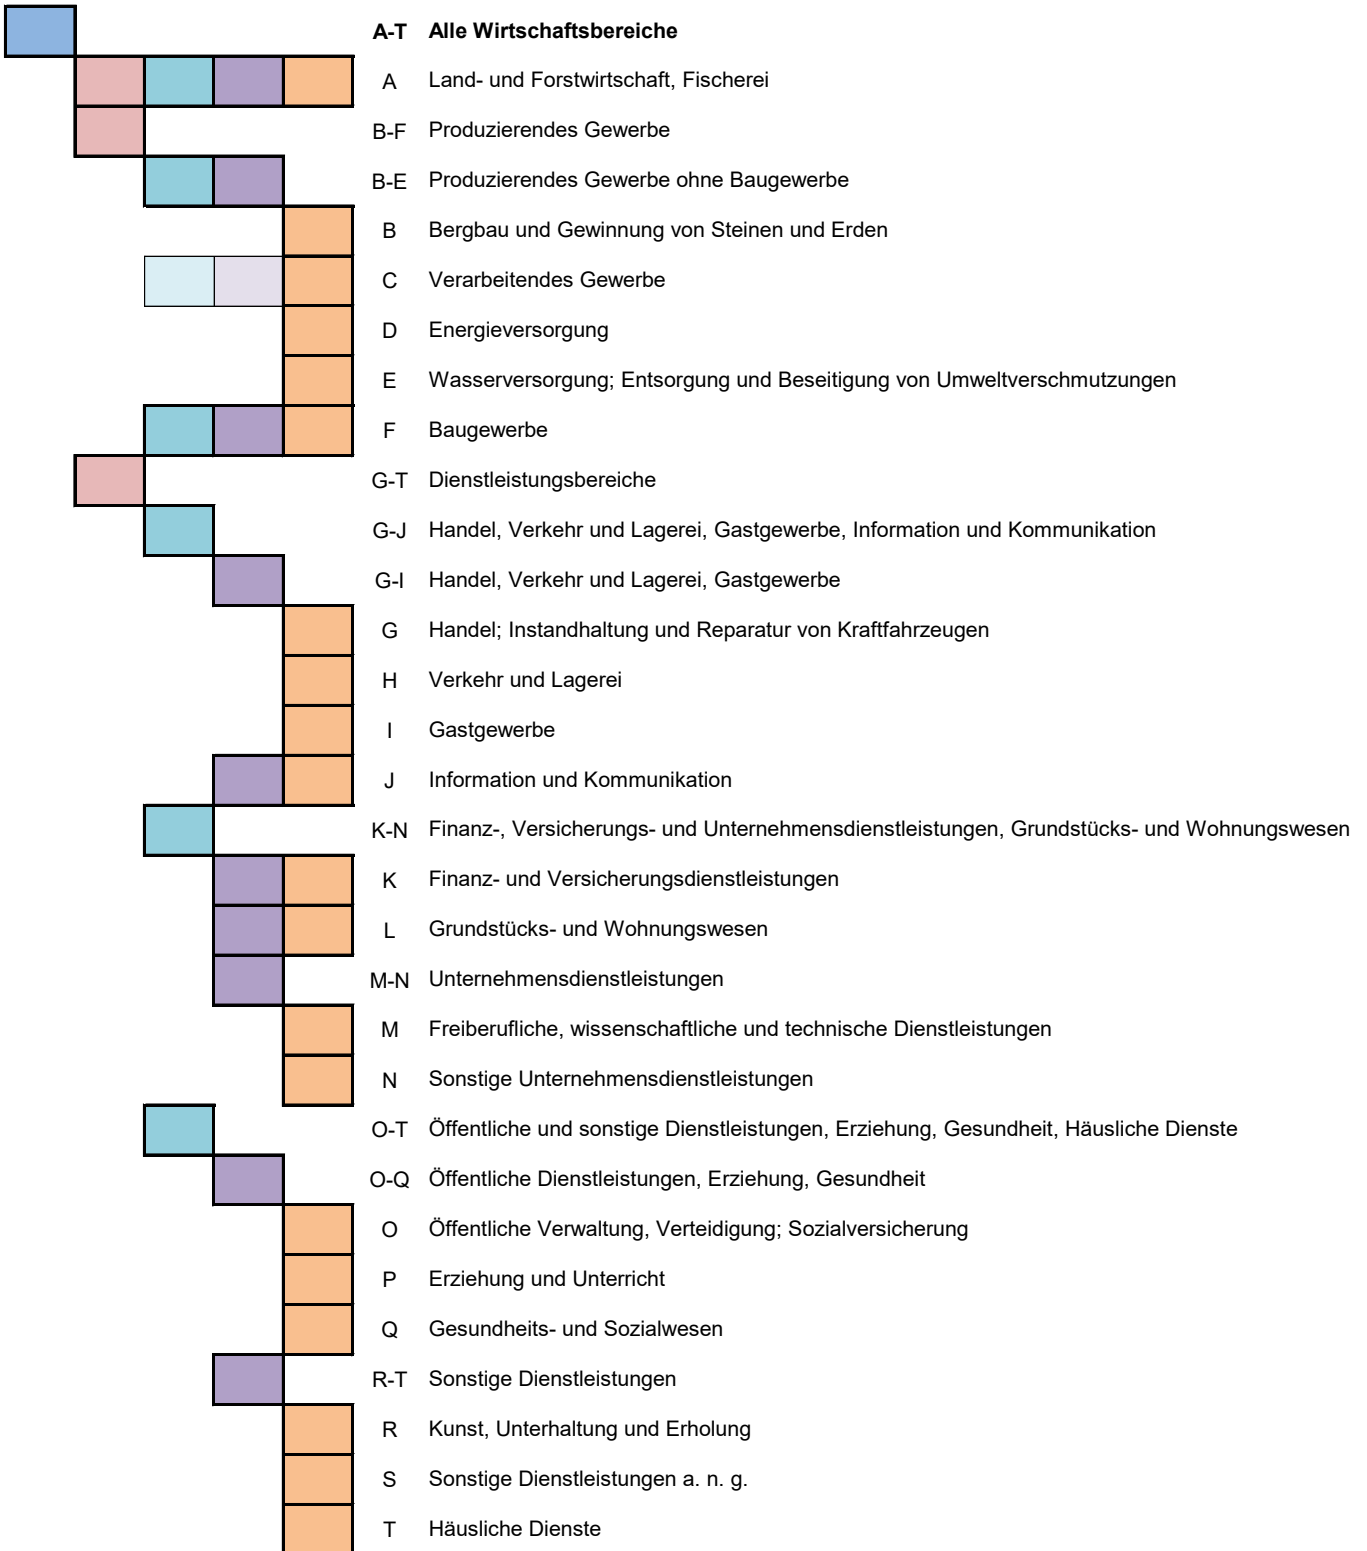 A-T Alle Wirtschaftsbereiche
A Land- und Forstwirtschaft, Fischerei
B-F Produzierendes Gewerbe
B-E Produzierendes Gewerbe ohne Baugewerbe
B Bergbau und Gewinnung von Steinen und Erden
C Verarbeitendes Gewerbe
D Energieversorgung
E Wasserversorgung; Entsorgung und Beseitigung von Umweltverschmutzungen
F Baugewerbe
G-T Dienstleistungsbereiche
G-J Handel, Verkehr und Lagerei, Gastgewerbe, Information und Kommunikation
G-I Handel, Verkehr und Lagerei, Gastgewerbe
G Handel; Instandhaltung und Reparatur von Kraftfahrzeugen
H Verkehr und Lagerei
I Gastgewerbe
J Information und Kommunikation
K-N Finanz-, Versicherungs- und Unternehmensdienstleistungen, Grundstücks- und Wohnungswesen
K Finanz- und Versicherungsdienstleistungen
L Grundstücks- und Wohnungswesen
M-N Unternehmensdienstleistungen
M Freiberufliche, wissenschaftliche und technische Dienstleistungen
N Sonstige Unternehmensdienstleistungen
O-T Öffentliche und sonstige Dienstleistungen, Erziehung, Gesundheit, Häusliche Dienste
O-Q Öffentliche Dienstleistungen, Erziehung, Gesundheit
O Öffentliche Verwaltung, Verteidigung; Sozialversicherung
P Erziehung und Unterricht
Q Gesundheits- und Sozialwesen
R-T Sonstige Dienstleistungen
R Kunst, Unterhaltung und Erholung
S Sonstige Dienstleistungen a. n. g.
T Häusliche Dienste